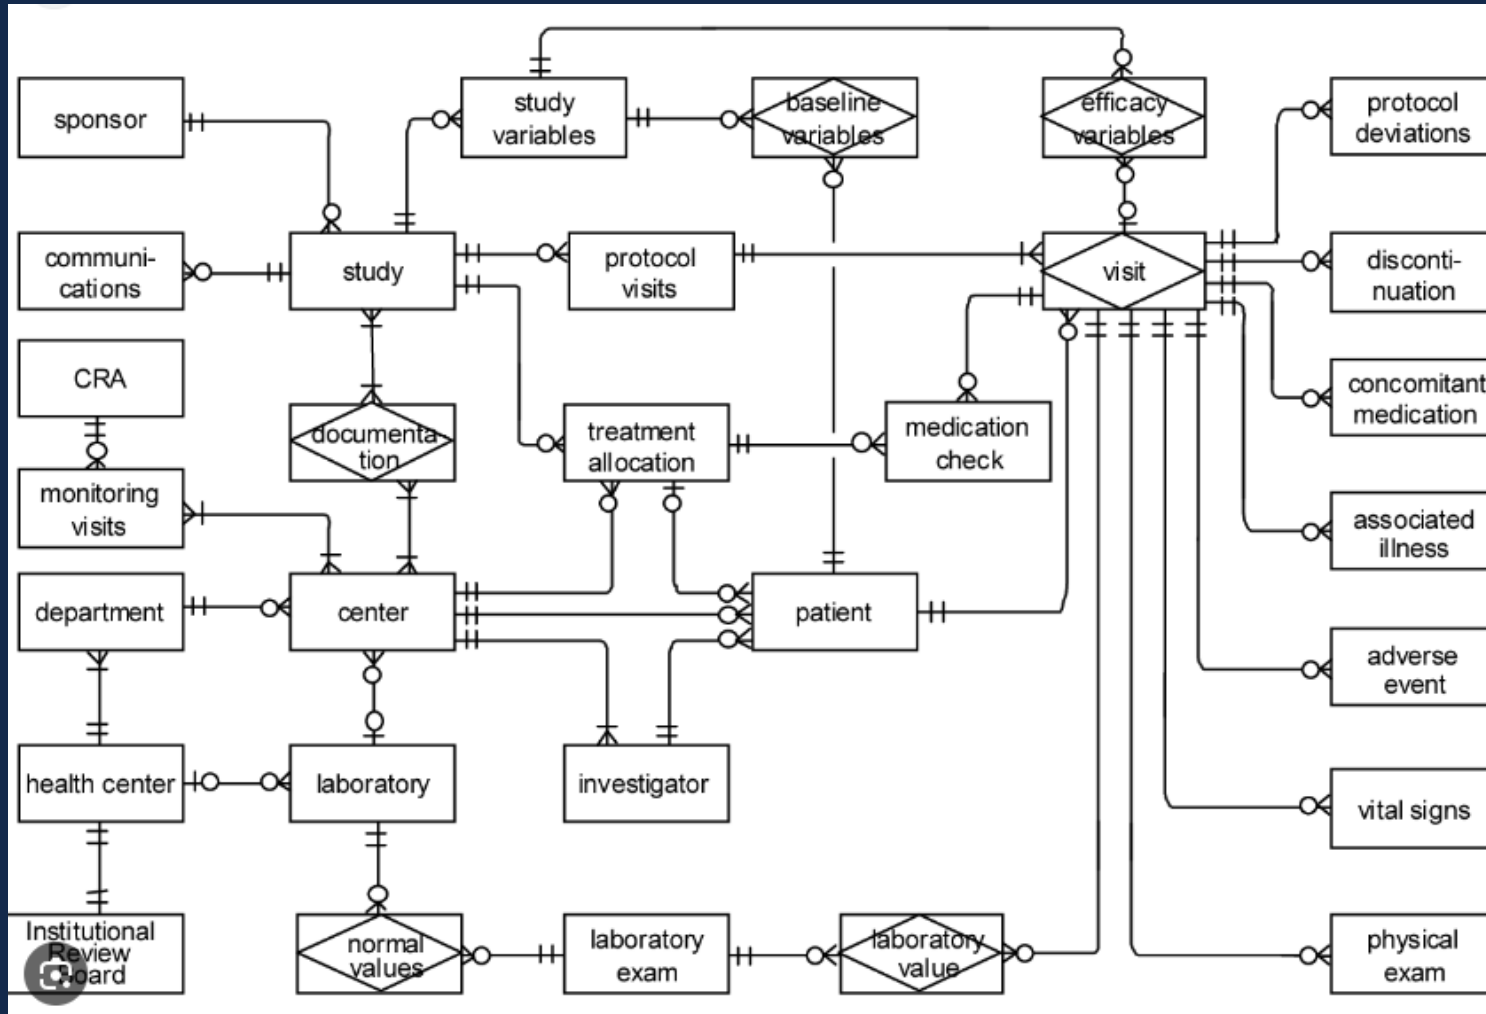 sponsor
study
variables
baseline
variables
efficacy
variables
protocol
deviations
communi-
cations
study
protocol
visits
visit
disconti-
nuation
CRA
documenta-
tion
treatment
allocation
medication
check
concomitant
medication
monitoring
visits
associated
illness
department
center
patient
adverse
event
health center
laboratory
investigator
vital signs
Institutional
Review
Board
normal
values
laboratory
exam
laboratory
value
physical
exam